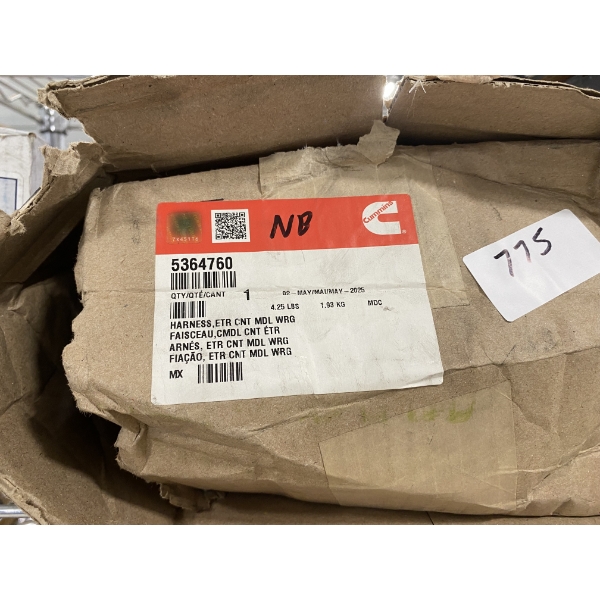 NB
Cummins
775
5364760
QTY/QTÉ/CANT 1 02-MAY/MAI/MAY-2025
4.25 LBS 1.93 KG MDC
HARNESS,ETR CNT MDL WRG
FAISCEAU,CMDL CNT ÉTR
ARNÉS, ETR CNT MDL WRG
FIAÇÃO, ETR CNT MDL WRG
MX